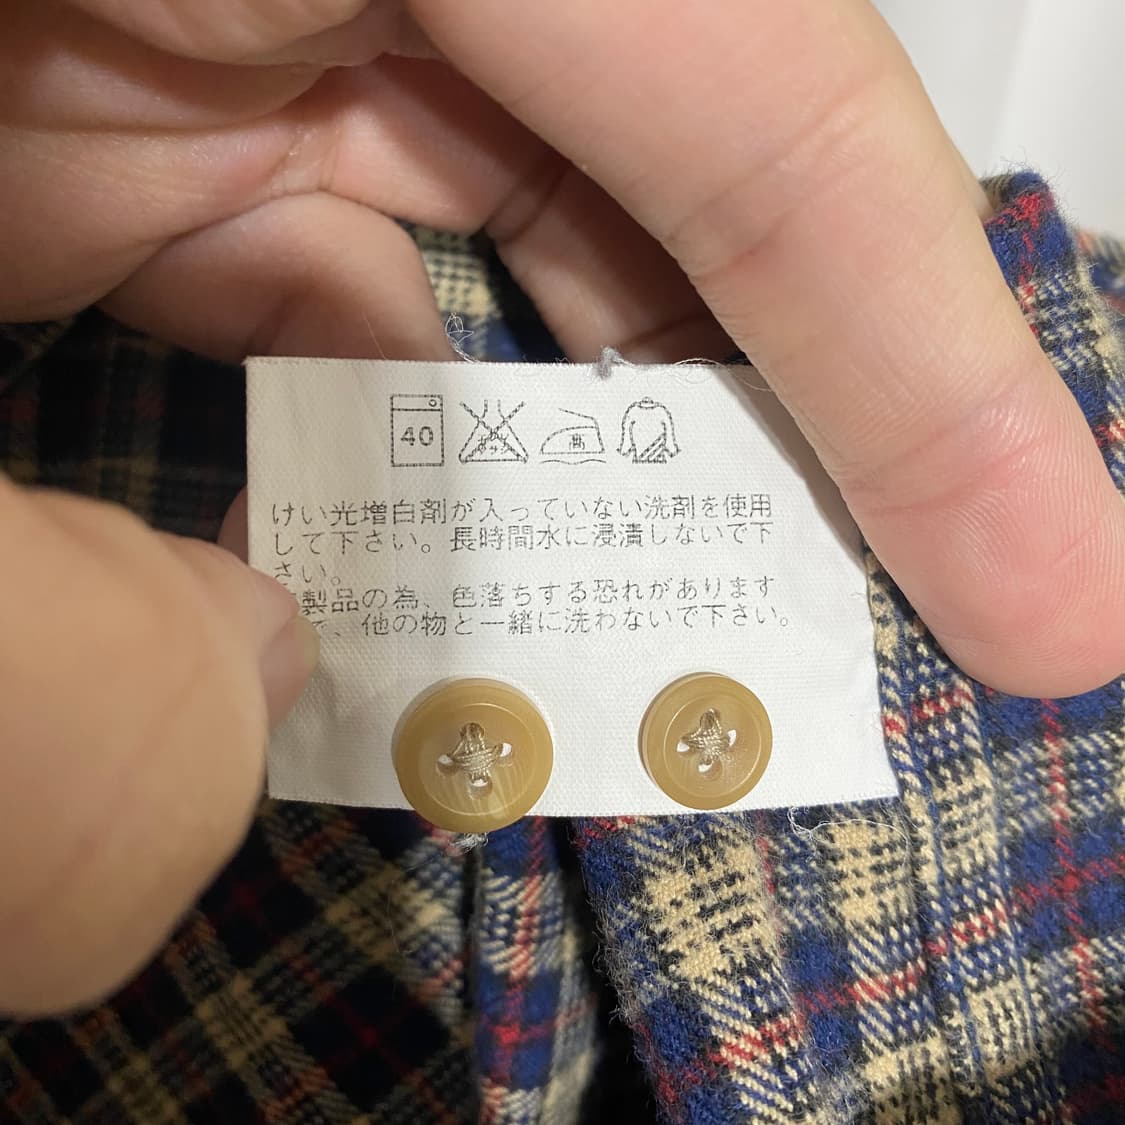 40
高
けい光増白剤が入っていない洗剤を使用
して下さい。長時間水に浸漬しないで下
さい。
製品の為、色落ちする恐れがあります
で、他の物と一緒に洗わないで下さい。